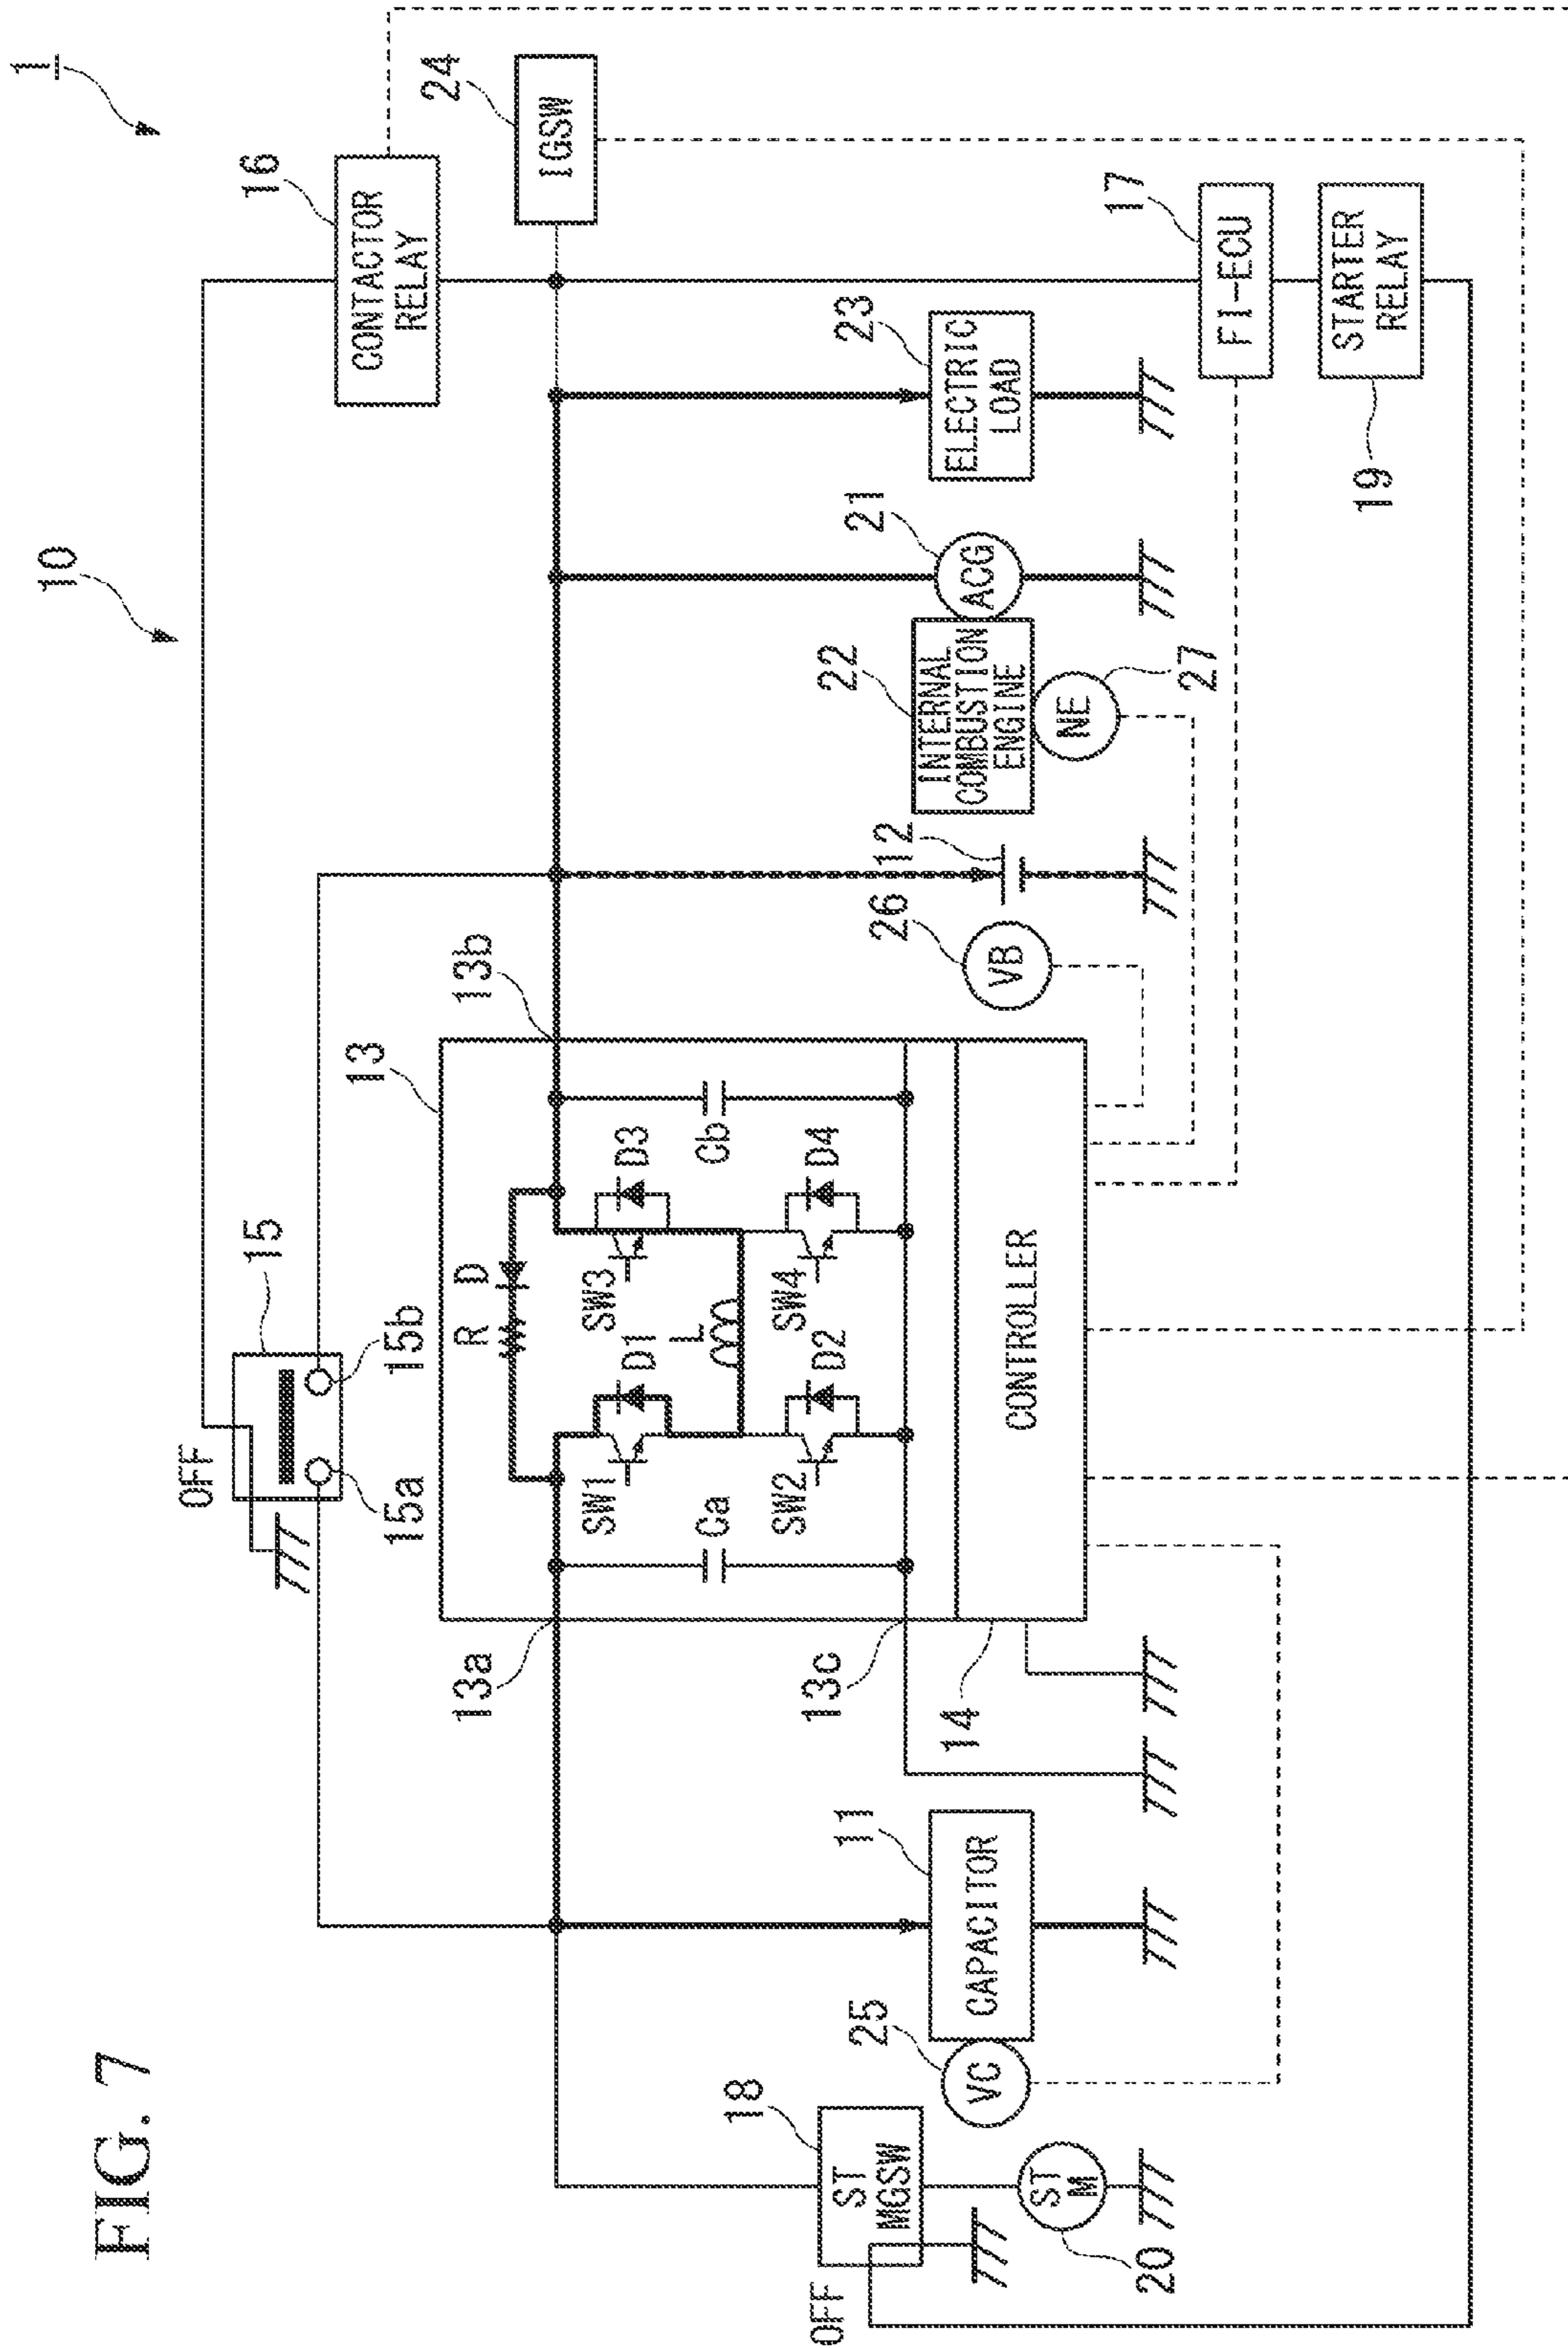 FIG. 7
1
10
OFF
15
15a
15b
16
CONTACTOR
RELAY
24
IGSW
13
13a
13b
13c
R
D
SW1
D1
SW3
D3
L
Ca
Cb
SW2
D2
SW4
D4
CONTROLLER
14
18
ST
MGSW
OFF
ST
M
20
25
VC
11
CAPACITOR
26
VB
12
22
INTERNAL
COMBUSTION
ENGINE
21
ACG
NE
27
23
ELECTRIC
LOAD
17
FI-ECU
STARTER
RELAY
19